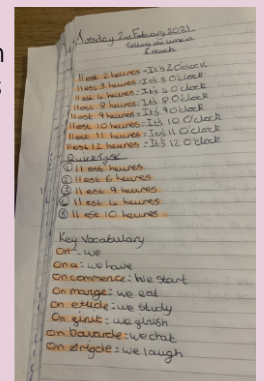 Tuesday 2nd February 2021
Telling the time in
French
Il est 2 heures - It's 2 O'clock
Il est 3 heures - It's 3 O'clock
Il est 4 heures - It's 4 O'clock
Il est 8 heures - It's 8 O'clock
Il est 9 heures - It's 9 O'clock
Il est 10 heures - It's 10 O'clock
Il est 11 heures - It's 11 O'clock
Il est 12 heures - It's 12 O'clock
Quick Task
① Il est heures
② Il est 6 heures
③ Il est 9 heures
④ Il est heures
⑤ Il est 10 heures
Key Vocabulary
On - we
On a : we have
On commence : We start
On mange : we eat
On etudie : we study
On finit : we finish
On bavarde : we chat
On rigole : we laugh